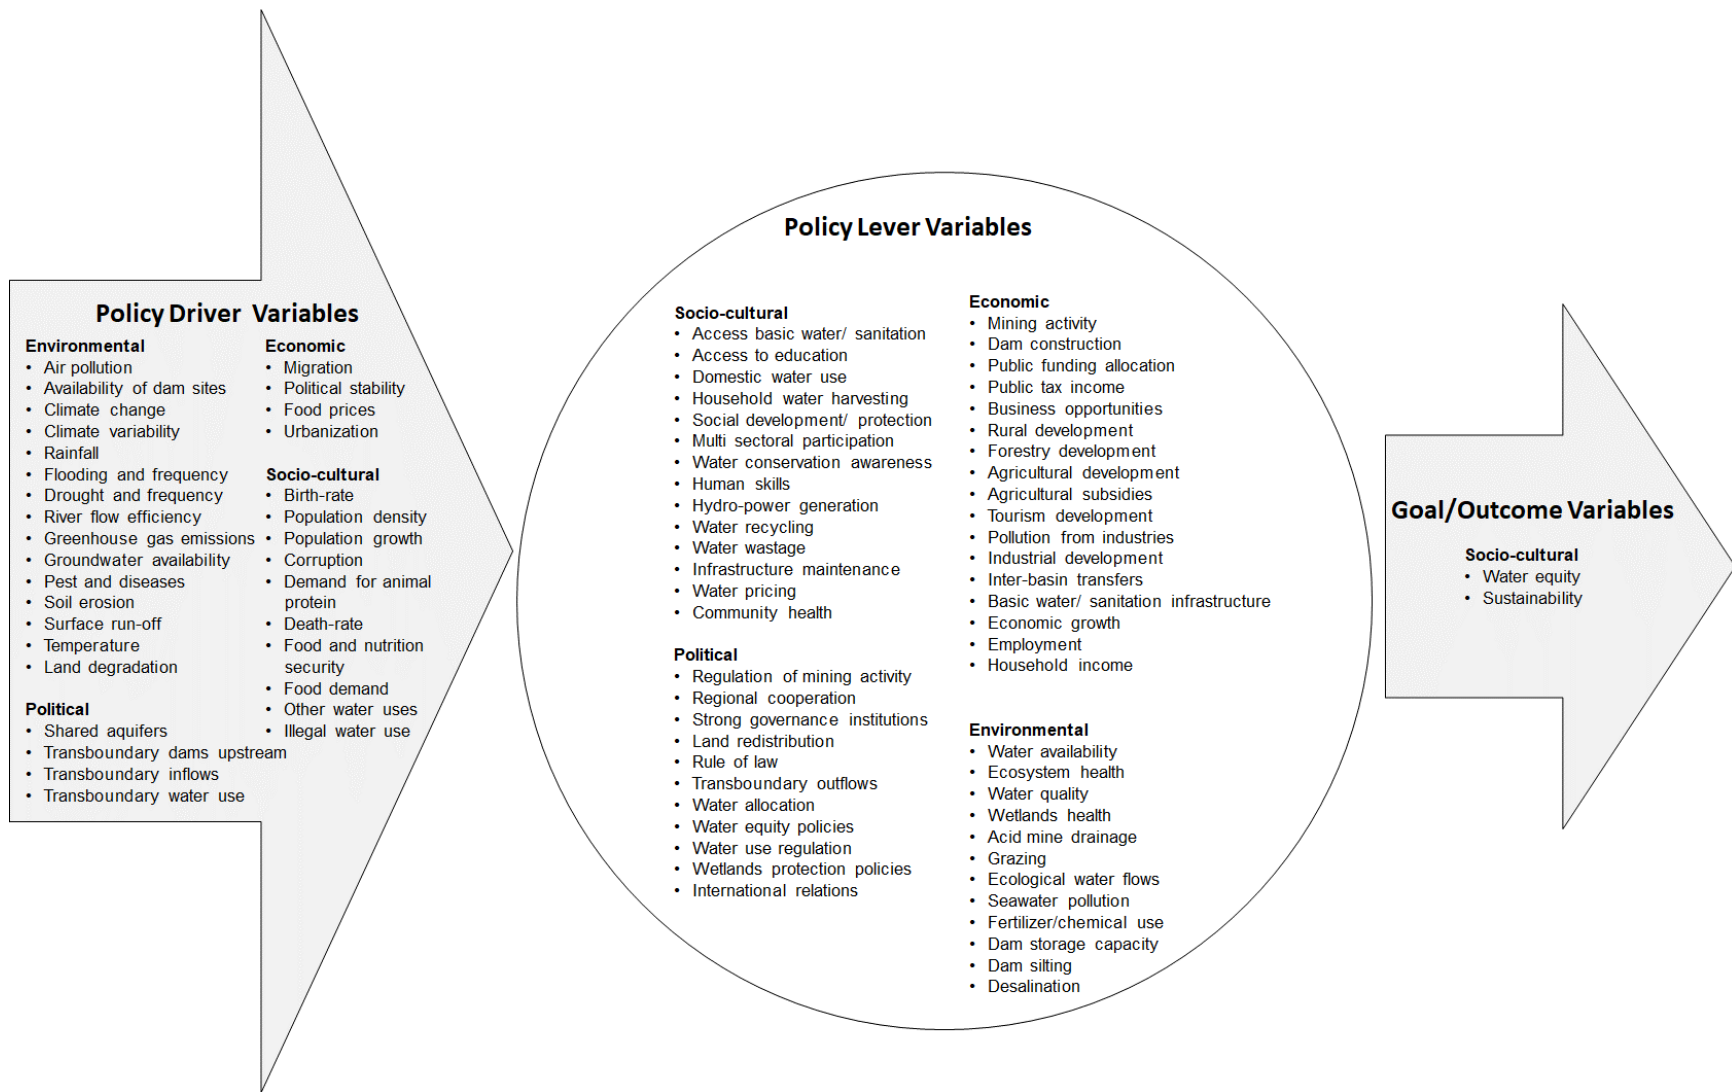 Policy Driver Variables
Environmental
• Air pollution
• Availability of dam sites
• Climate change
• Climate variability
• Rainfall
• Flooding and frequency
• Drought and frequency
• River flow efficiency
• Greenhouse gas emissions
• Groundwater availability
• Pest and diseases
• Soil erosion
• Surface run-off
• Temperature
• Land degradation
Political
• Shared aquifers
• Transboundary dams upstream
• Transboundary inflows
• Transboundary water use
Economic
• Migration
• Political stability
• Food prices
• Urbanization
Socio-cultural
• Birth-rate
• Population density
• Population growth
• Corruption
• Demand for animal
protein
• Death-rate
• Food and nutrition
security
• Food demand
• Other water uses
• Illegal water use
Policy Lever Variables
Socio-cultural
• Access basic water/ sanitation
• Access to education
• Domestic water use
• Household water harvesting
• Social development/ protection
• Multi sectoral participation
• Water conservation awareness
• Human skills
• Hydro-power generation
• Water recycling
• Water wastage
• Infrastructure maintenance
• Water pricing
• Community health
Political
• Regulation of mining activity
• Regional cooperation
• Strong governance institutions
• Land redistribution
• Rule of law
• Transboundary outflows
• Water allocation
• Water equity policies
• Water use regulation
• Wetlands protection policies
• International relations
Economic
• Mining activity
• Dam construction
• Public funding allocation
• Public tax income
• Business opportunities
• Rural development
• Forestry development
• Agricultural development
• Agricultural subsidies
• Tourism development
• Pollution from industries
• Industrial development
• Inter-basin transfers
• Basic water/ sanitation infrastructure
• Economic growth
• Employment
• Household income
Environmental
• Water availability
• Ecosystem health
• Water quality
• Wetlands health
• Acid mine drainage
• Grazing
• Ecological water flows
• Seawater pollution
• Fertilizer/chemical use
• Dam storage capacity
• Dam silting
• Desalination
Goal/Outcome Variables
Socio-cultural
• Water equity
• Sustainability